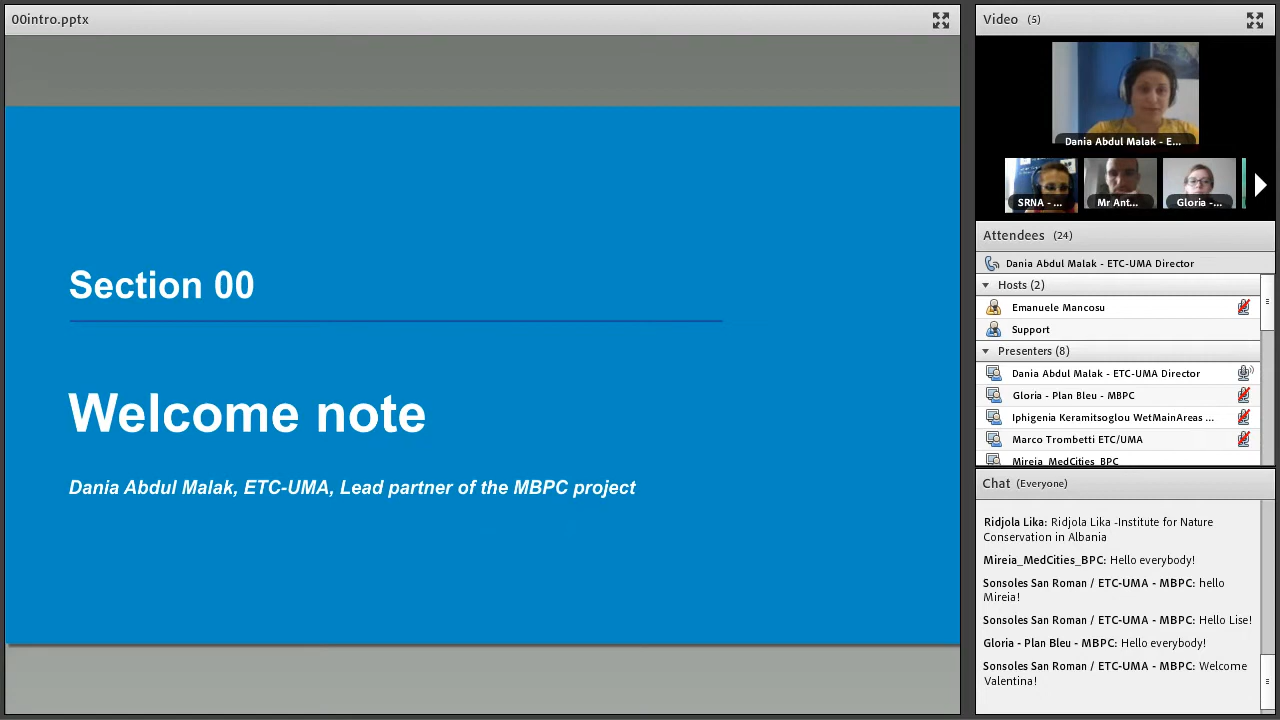 00intro.pptx
Section 00
Welcome note
Dania Abdul Malak, ETC-UMA, Lead partner of the MBPC project
Video (5)
Dania Abdul Malak - E...
SRNA - ...
Mr Ant...
Gloria -...
Attendees (24)
Dania Abdul Malak - ETC-UMA Director
Hosts (2)
Emanuele Mancosu
Support
Presenters (8)
Dania Abdul Malak - ETC-UMA Director
Gloria - Plan Bleu - MBPC
Iphigenia Keramitsoglou WetMainAreas ...
Marco Trombetti ETC/UMA
Mireia_MedCities_BPC
Chat (Everyone)
Ridjola Lika: Ridjola Lika -Institute for Nature
Conservation in Albania
Mireia_MedCities_BPC: Hello everybody!
Sonsoles San Roman / ETC-UMA - MBPC: hello
Mireia!
Sonsoles San Roman / ETC-UMA - MBPC: Hello Lise!
Gloria - Plan Bleu - MBPC: Hello everybody!
Sonsoles San Roman / ETC-UMA - MBPC: Welcome
Valentina!